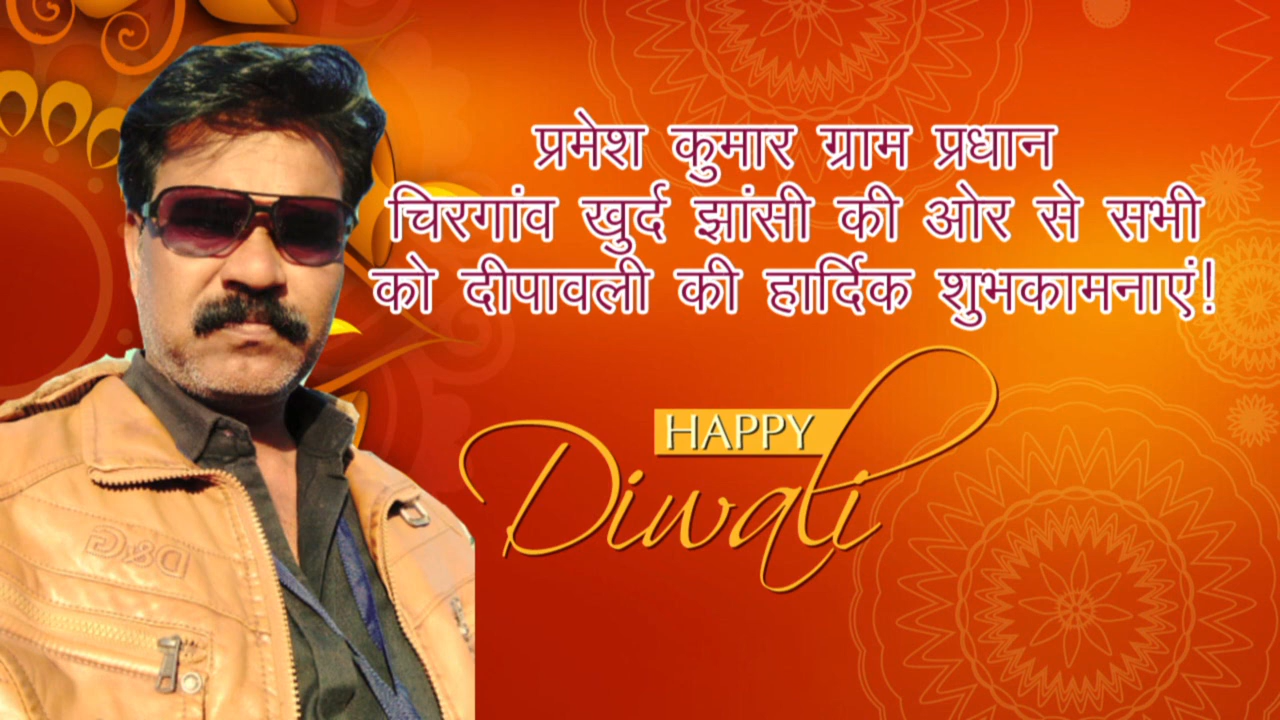 प्रमेश कुमार ग्राम प्रधान
चिरगांव खुर्द झांसी की ओर से सभी
को दीपावली की हार्दिक शुभकामनाएं!
HAPPY
Diwali
D&G